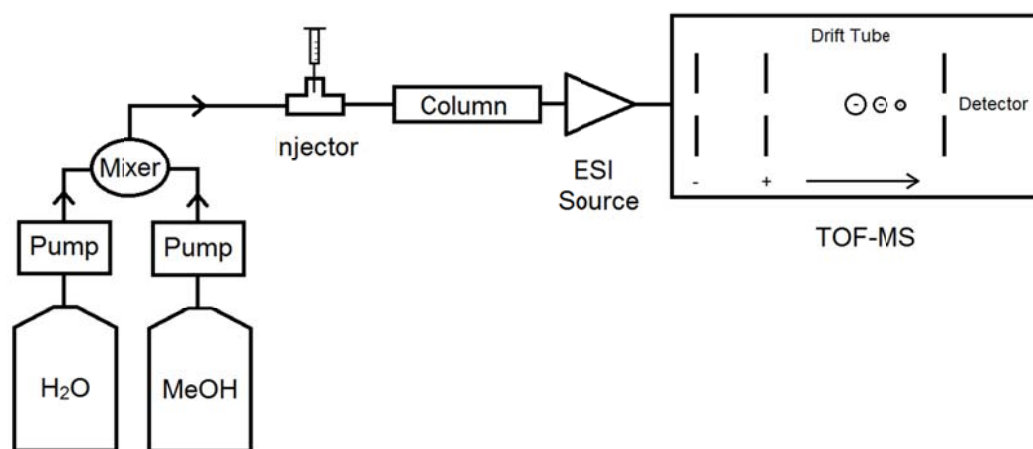 Drift Tube
Detector
- - 
- +
TOF-MS
Column
ESI
Source
Injector
Mixer
Pump
Pump
H₂O
MeOH